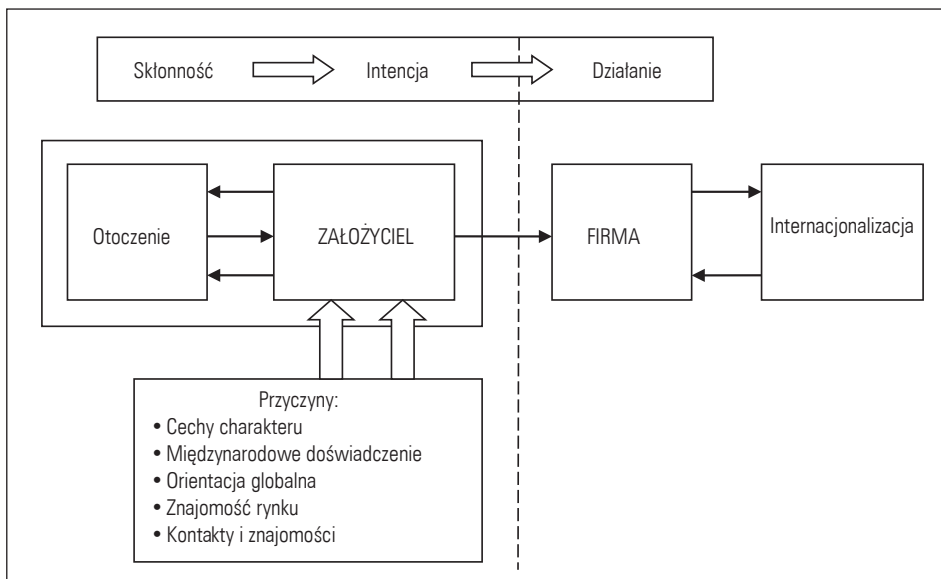 Skłonność Intencja Działanie
Otoczenie ZAŁOŻYCIEL FIRMA Internacjonalizacja
Przyczyny:
• Cechy charakteru
• Międzynarodowe doświadczenie
• Orientacja globalna
• Znajomość rynku
• Kontakty i znajomości